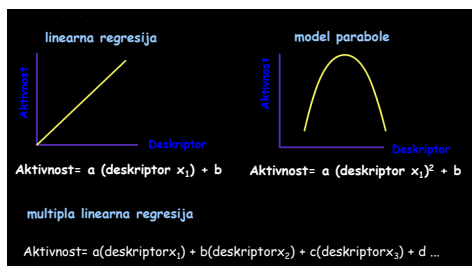 linearna regresija
Aktivnost
Deskriptor
Aktivnost= a (deskriptor x₁) + b
model parabole
Aktivnost
Deskriptor
Aktivnost= a (deskriptor x₁)² + b
multipla linearna regresija
Aktivnost= a(deskriptorx₁) + b(deskriptorx₂) + c(deskriptorx₃) + d ...